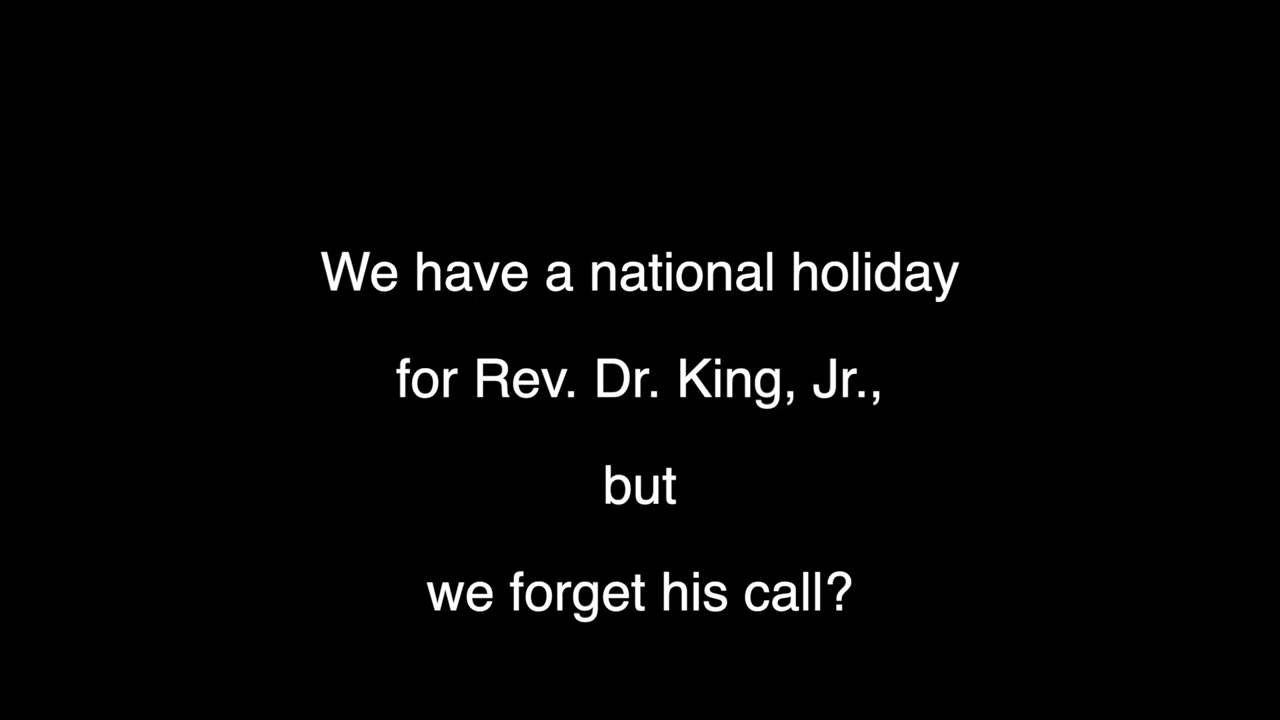 We have a national holiday
for Rev. Dr. King, Jr.,
but
we forget his call?